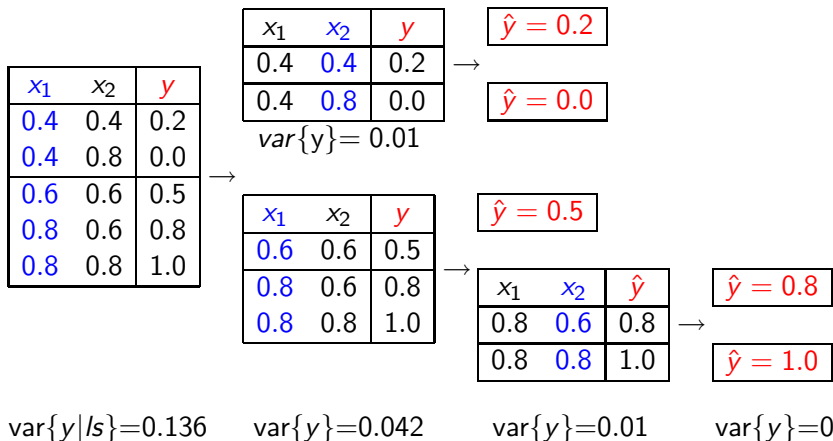 x₁ x₂ y
0.4 0.4 0.2
0.4 0.8 0.0
0.6 0.6 0.5
0.8 0.6 0.8
0.8 0.8 1.0
→
x₁ x₂ y
0.4 0.4 0.2
0.4 0.8 0.0
var{y}= 0.01
→
ŷ = 0.2
ŷ = 0.0
x₁ x₂ y
0.6 0.6 0.5
0.8 0.6 0.8
0.8 0.8 1.0
→
ŷ = 0.5
x₁ x₂ ŷ
0.8 0.6 0.8
0.8 0.8 1.0
→
ŷ = 0.8
ŷ = 1.0
var{y|ls}=0.136 var{y}=0.042 var{y}=0.01 var{y}=0